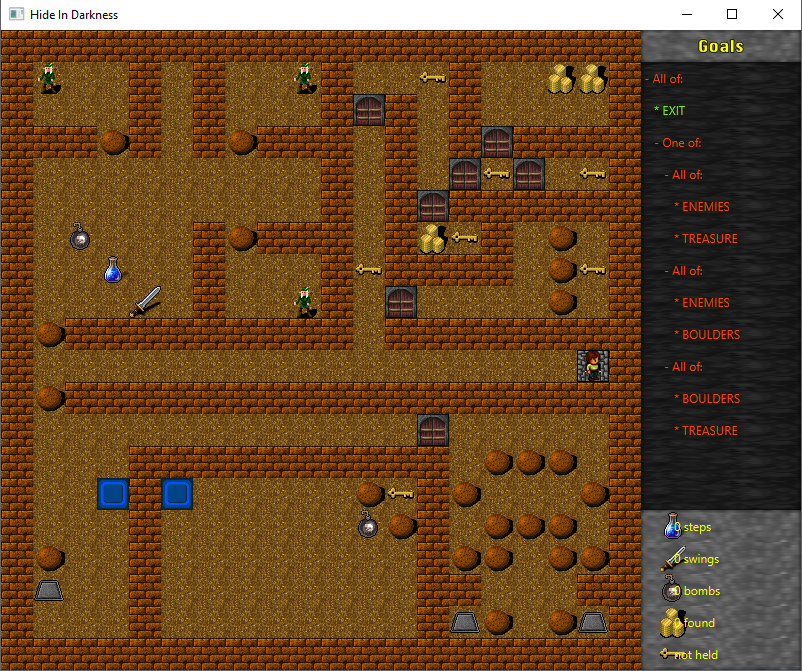 Hide In Darkness
Goals
- All of:
* EXIT
- One of:
- All of:
* ENEMIES
* TREASURE
- All of:
* ENEMIES
* BOULDERS
- All of:
* BOULDERS
* TREASURE
0 steps
0 swings
0 bombs
0 found
not held